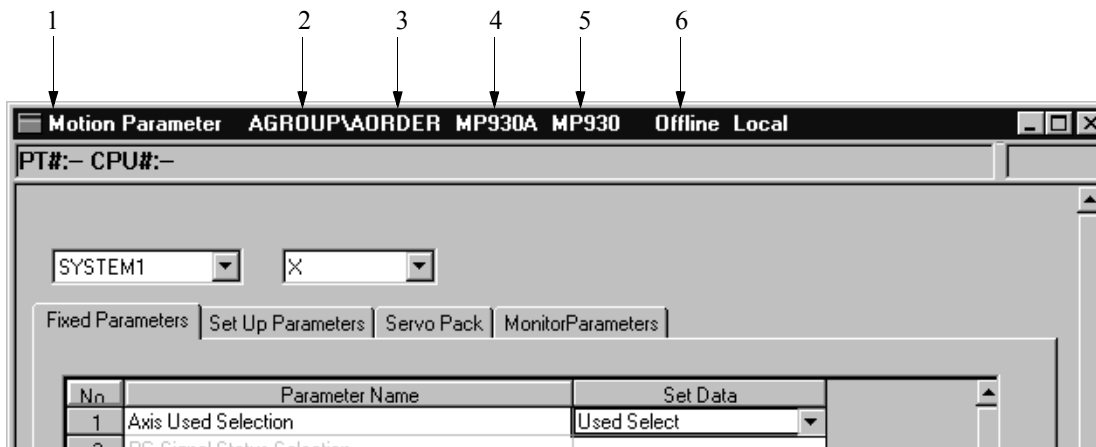 1 2 3 4 5 6
Motion Parameter AGROUP\AORDER MP930A MP930 Offline Local
PT#:– CPU#:–
SYSTEM1 X
Fixed Parameters Set Up Parameters Servo Pack MonitorParameters
No Parameter Name Set Data
1 Axis Used Selection Used Select